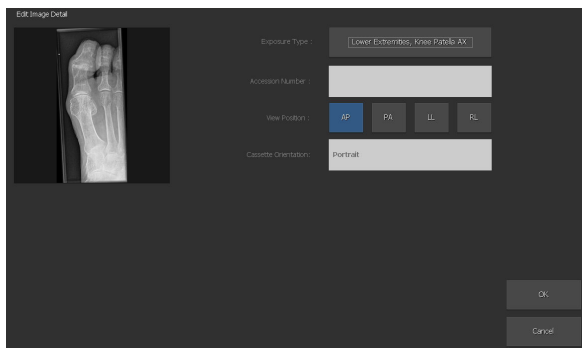 Edit Image Detail
Exposure Type :
Lower Extremities, Knee Patella AX
Accession Number :
View Position :
AP
PA
LL
RL
Cassette Orientation:
Portrait
OK
Cancel